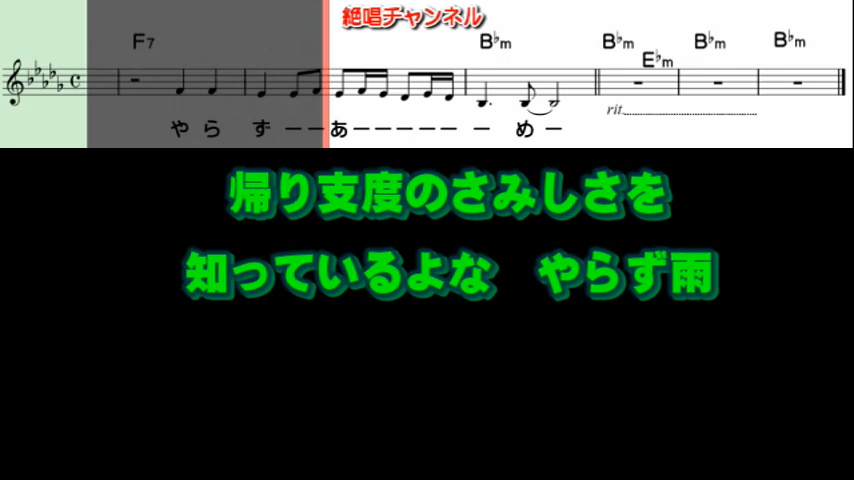 絶唱チャンネル
F7 B♭m B♭m E♭m B♭m B♭m
rit.
や ら ず ー ー あ ー ー ー ー ー ー め ー
帰り支度のさみしさを
知っているよな　やらず雨